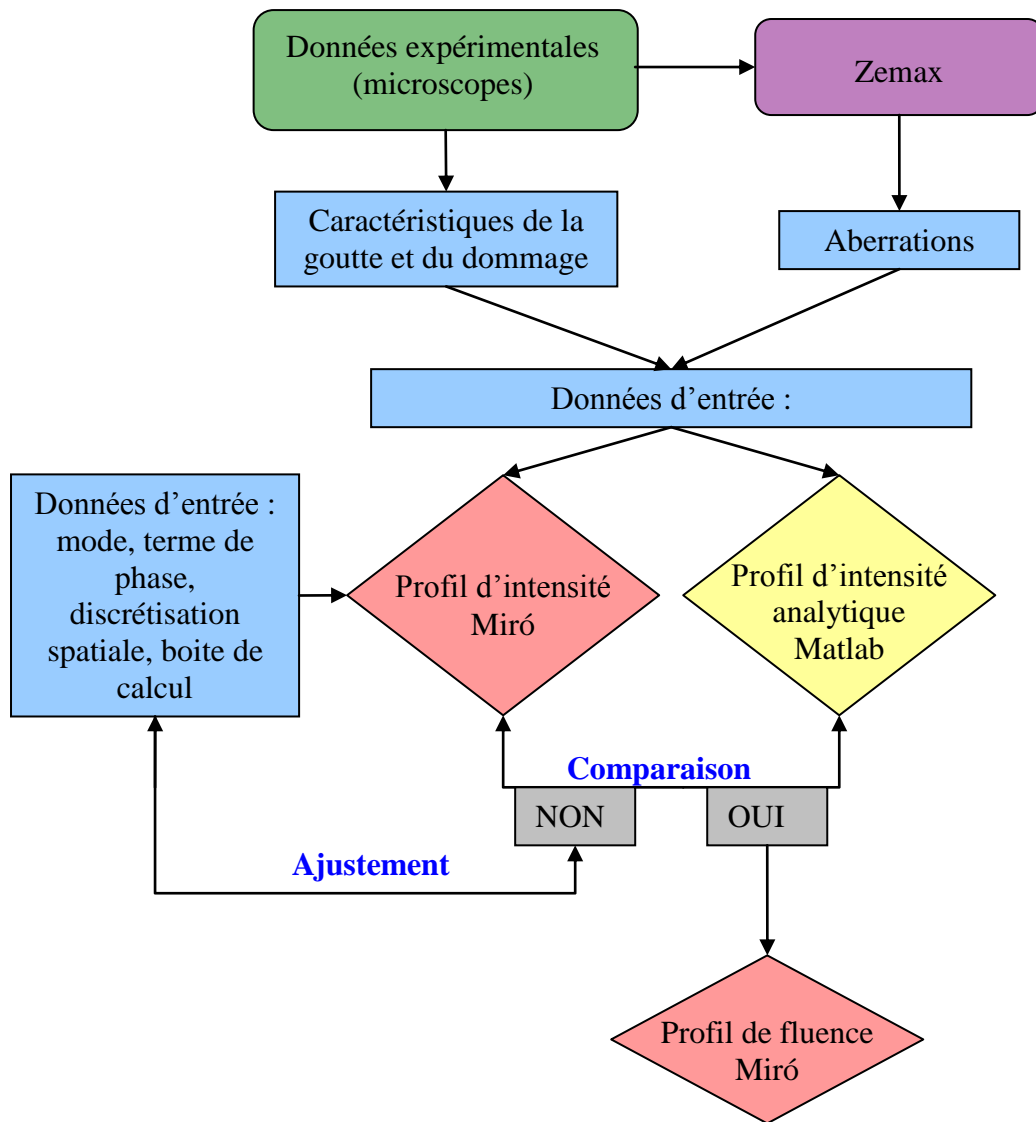 Données expérimentales
(microscopes)
Zemax
Caractéristiques de la
goutte et du dommage
Aberrations
Données d’entrée :
Données d’entrée :
mode, terme de
phase,
discrétisation
spatiale, boite de
calcul
Profil d’intensité
Miró
Profil d’intensité
analytique
Matlab
Comparaison
NON
OUI
Ajustement
Profil de fluence
Miró